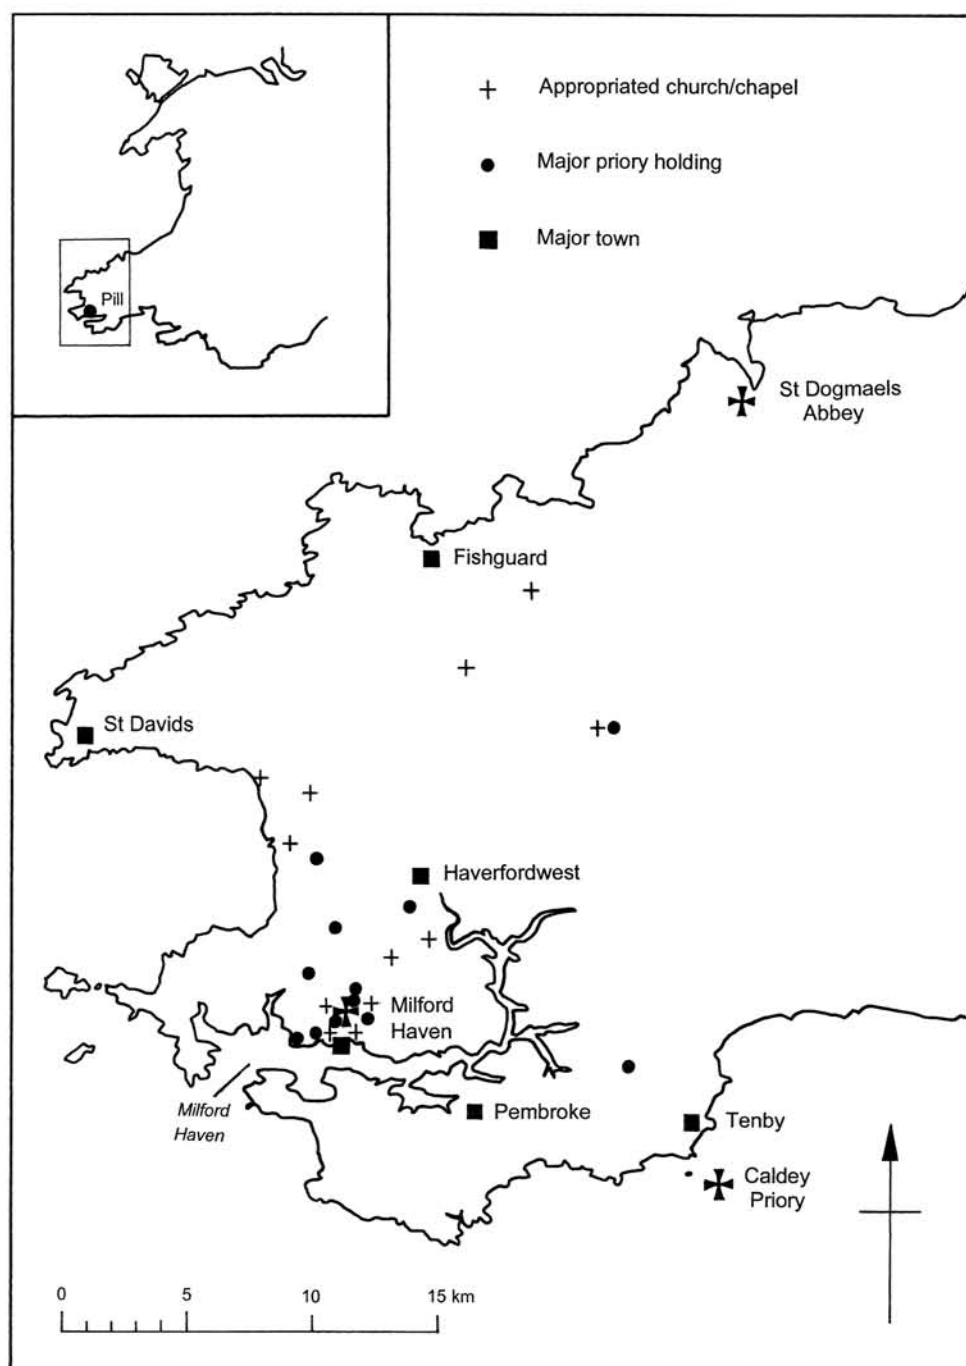 Appropriated church/chapel
Major priory holding
Major town
Pill
St Dogmaels
Abbey
Fishguard
St Davids
Haverfordwest
Milford
Haven
Milford
Haven
Pembroke
Tenby
Caldey
Priory
0 5 10 15 km